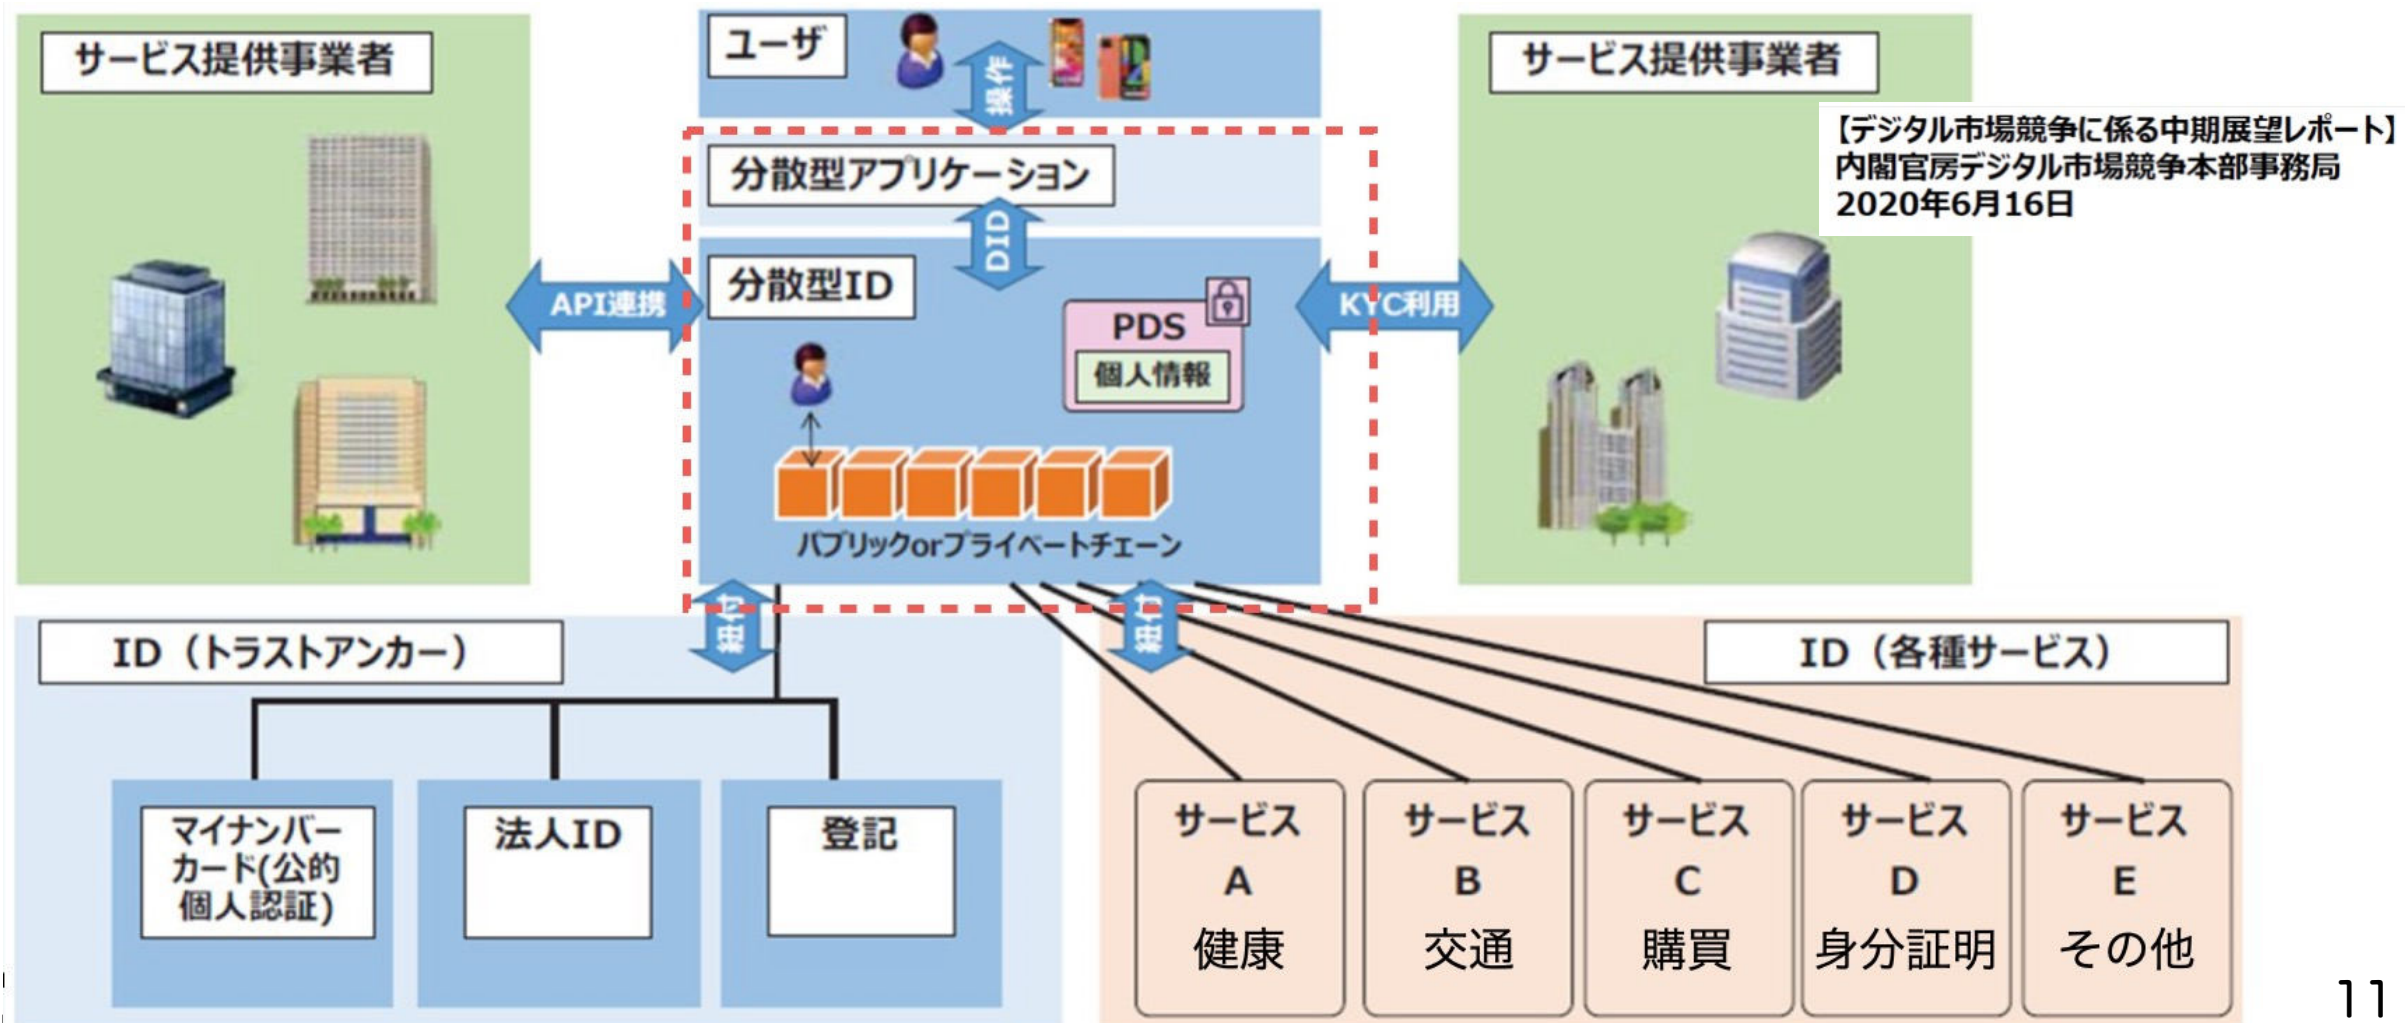 サービス提供事業者
ユーザ
操作
サービス提供事業者
【デジタル市場競争に係る中期展望レポート】
内閣官房デジタル市場競争本部事務局
2020年6月16日
分散型アプリケーション
DID
API連携
分散型ID
PDS
個人情報
KYC利用
パブリックorプライベートチェーン
紐付
紐付
ID（トラストアンカー）
ID（各種サービス）
マイナンバー
カード(公的
個人認証)
法人ID
登記
サービス
A
健康
サービス
B
交通
サービス
C
購買
サービス
D
身分証明
サービス
E
その他
11